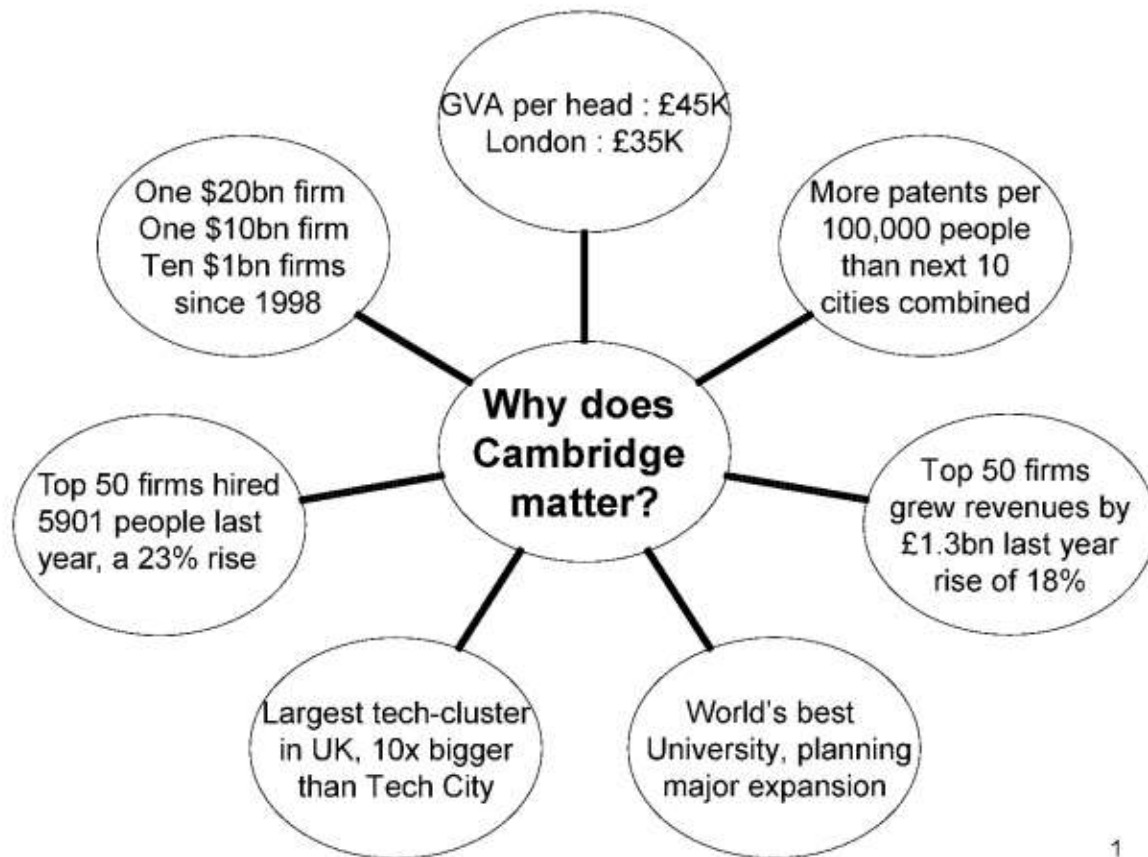 GVA per head : £45K
London : £35K
One $20bn firm
One $10bn firm
Ten $1bn firms
since 1998
More patents per
100,000 people
than next 10
cities combined
Why does
Cambridge
matter?
Top 50 firms hired
5901 people last
year, a 23% rise
Top 50 firms
grew revenues by
£1.3bn last year
rise of 18%
Largest tech-cluster
in UK, 10x bigger
than Tech City
World's best
University, planning
major expansion
1